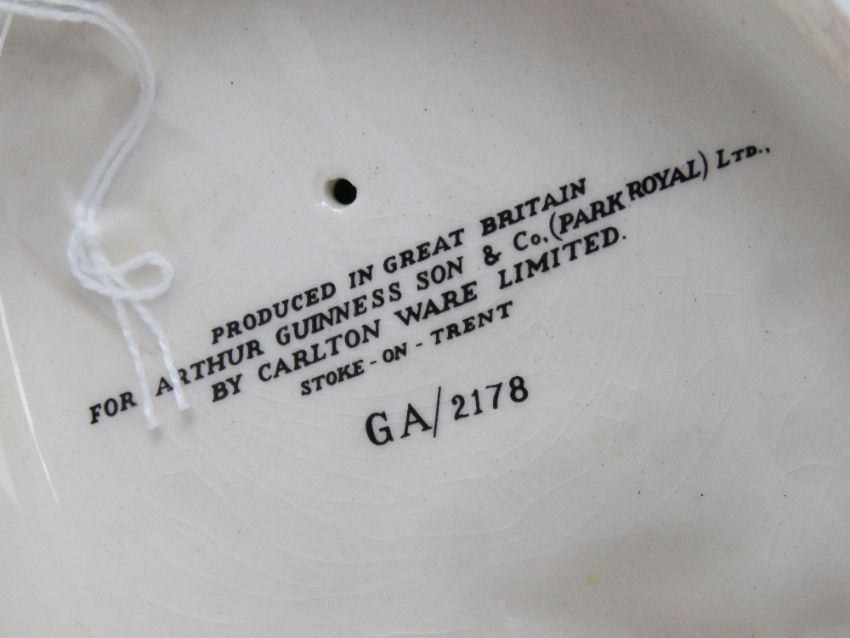 PRODUCED IN GREAT BRITAIN
FOR ARTHUR GUINNESS SON & Co. (PARK ROYAL) LTD.,
BY CARLTON WARE LIMITED.
STOKE-ON-TRENT
GA/2178